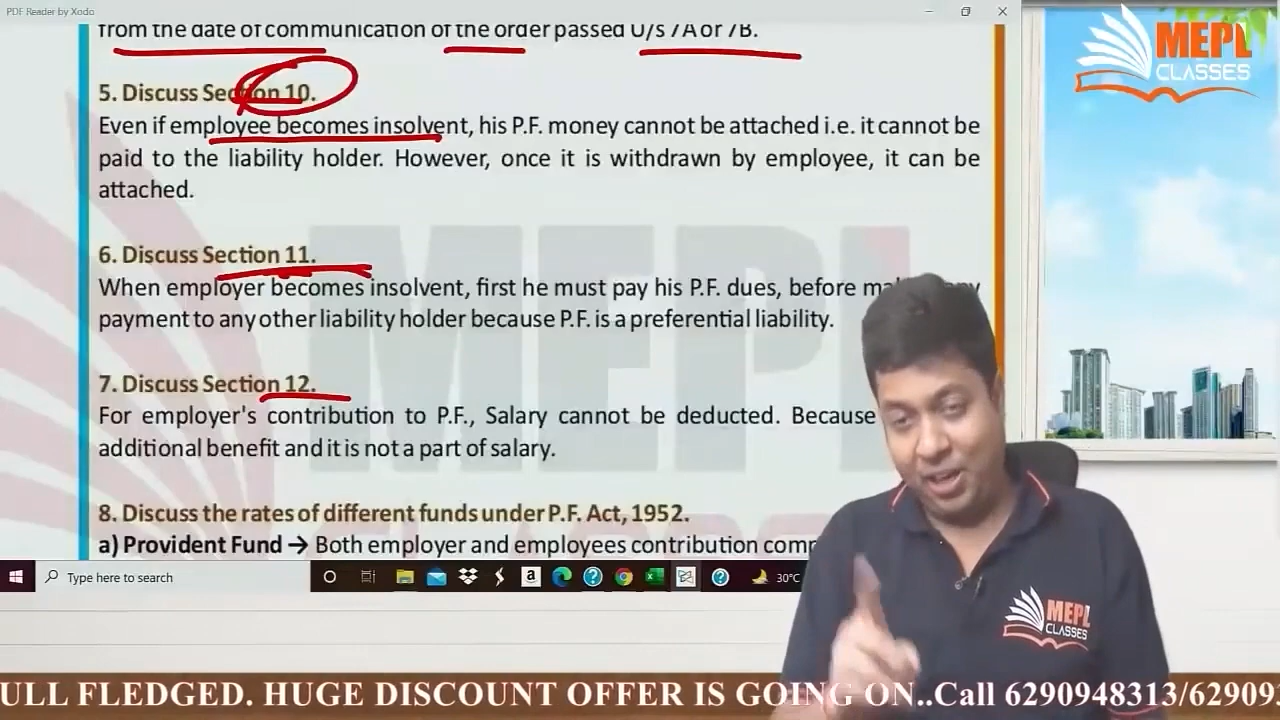 PDF Reader by Xodo
from the date of communication of the order passed U/s 7A or 7B.
5. Discuss Section 10.
Even if employee becomes insolvent, his P.F. money cannot be attached i.e. it cannot be
paid to the liability holder. However, once it is withdrawn by employee, it can be
attached.
6. Discuss Section 11.
When employer becomes insolvent, first he must pay his P.F. dues, before
payment to any other liability holder because P.F. is a preferential liability.
7. Discuss Section 12.
For employer's contribution to P.F., Salary cannot be deducted. Because
additional benefit and it is not a part of salary.
8. Discuss the rates of different funds under P.F. Act, 1952.
a) Provident Fund → Both employer and employees contribution comp
Type here to search
30°C
MEPL
CLASSES
MEPL
CLASSES
MEPL
ULL FLEDGED. HUGE DISCOUNT OFFER IS GOING ON..Call 6290948313/62909